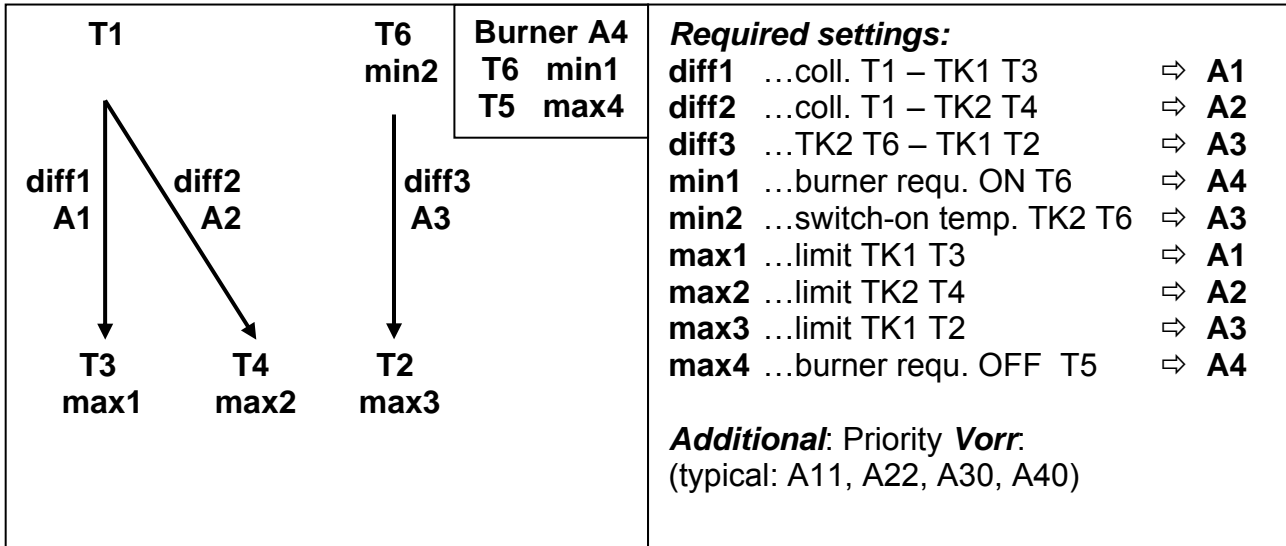 T1 T6 Burner A4
min2 T6 min1
T5 max4
diff1 diff2 diff3
A1 A2 A3
T3 T4 T2
max1 max2 max3
Required settings:
diff1 …coll. T1 – TK1 T3 ⇨ A1
diff2 …coll. T1 – TK2 T4 ⇨ A2
diff3 …TK2 T6 – TK1 T2 ⇨ A3
min1 …burner requ. ON T6 ⇨ A4
min2 …switch-on temp. TK2 T6 ⇨ A3
max1 …limit TK1 T3 ⇨ A1
max2 …limit TK2 T4 ⇨ A2
max3 …limit TK1 T2 ⇨ A3
max4 …burner requ. OFF T5 ⇨ A4
Additional: Priority Vorr:
(typical: A11, A22, A30, A40)